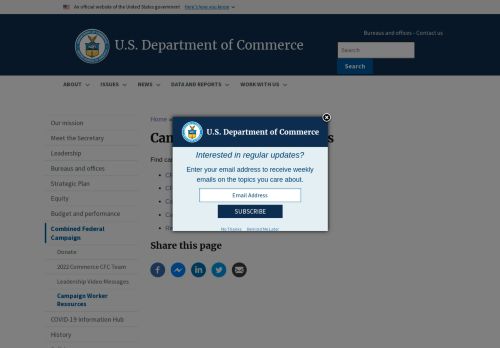 An official website of the United States government Here's how you know
U.S. Department of Commerce
Bureaus and offices - Contact us
Search
Search
ABOUT ISSUES NEWS DATA AND REPORTS WORK WITH US
Home »
Our mission
Meet the Secretary
Leadership
Bureaus and offices
Strategic Plan
Equity
Budget and performance
Combined Federal
Campaign
Donate
2022 Commerce CFC Team
Leadership Video Messages
Campaign Worker
Resources
COVID-19 Information Hub
History
Find
U.S. Department of Commerce
Interested in regular updates?
Enter your email address to receive weekly
emails on the topics you care about.
Email Address
SUBSCRIBE
No Thanks Remind Me Later
Share this page